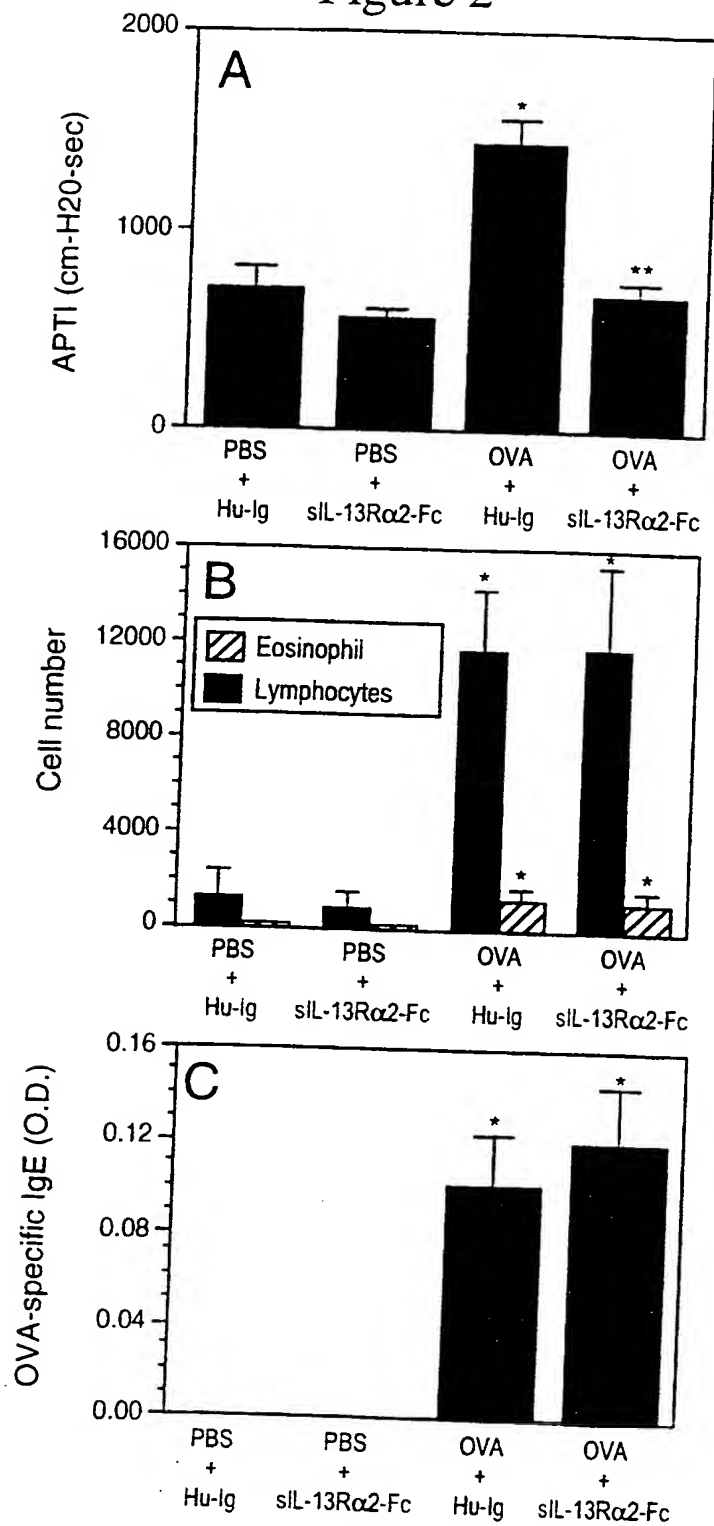 Figure 2
A
APTI (cm-H20-sec)
2000
1000
0
*
**
PBS + Hu-Ig
PBS + sIL-13Rα2-Fc
OVA + Hu-Ig
OVA + sIL-13Rα2-Fc
B
Cell number
16000
12000
8000
4000
0
Eosinophil
Lymphocytes
*
*
*
*
PBS + Hu-Ig
PBS + sIL-13Rα2-Fc
OVA + Hu-Ig
OVA + sIL-13Rα2-Fc
C
OVA-specific IgE (O.D.)
0.16
0.12
0.08
0.04
0.00
*
*
PBS + Hu-Ig
PBS + sIL-13Rα2-Fc
OVA + Hu-Ig
OVA + sIL-13Rα2-Fc